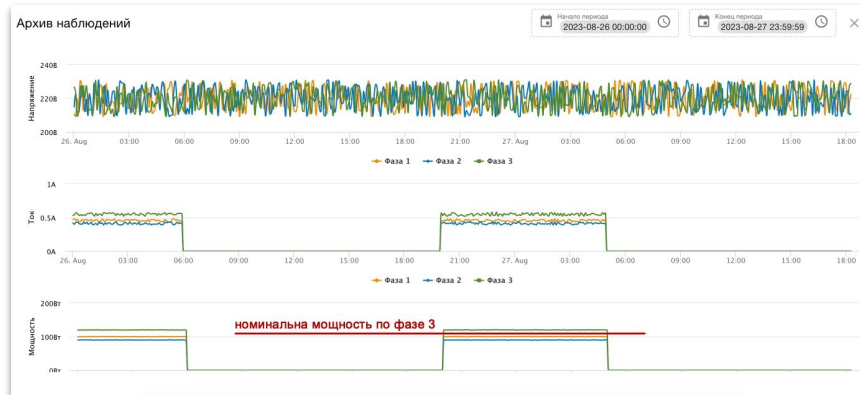 Архив наблюдений
Начало периода
2023-08-26 00:00:00
Конец периода
2023-08-27 23:59:59
Напряжение
240В
220В
200В
26. Aug 03:00 06:00 09:00 12:00 15:00 18:00 21:00 27. Aug 03:00 06:00 09:00 12:00 15:00 18:00
Фаза 1 Фаза 2 Фаза 3
Ток
1А
0.5А
0А
26. Aug 03:00 06:00 09:00 12:00 15:00 18:00 21:00 27. Aug 03:00 06:00 09:00 12:00 15:00 18:00
Фаза 1 Фаза 2 Фаза 3
Мощность
200Вт
номинальна мощность по фазе 3
100Вт
0Вт